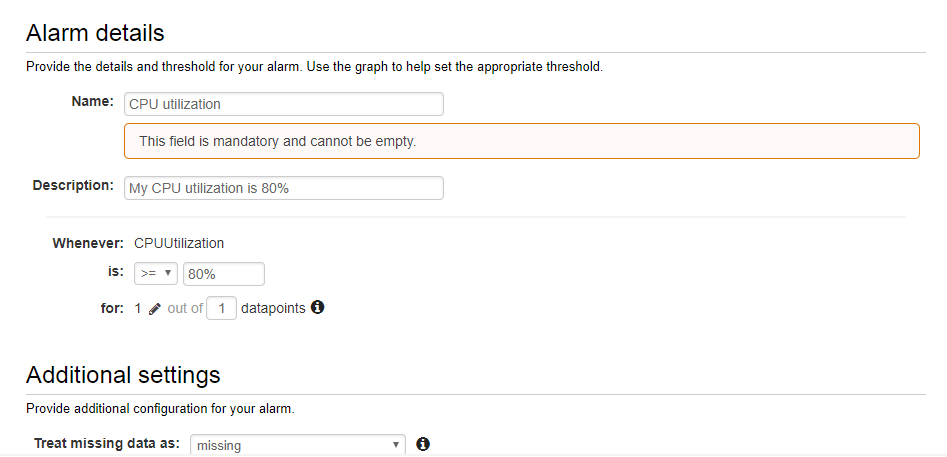 Alarm details
Provide the details and threshold for your alarm. Use the graph to help set the appropriate threshold.
Name: CPU utilization
This field is mandatory and cannot be empty.
Description: My CPU utilization is 80%
Whenever: CPUUtilization
is: >= 80%
for: 1 out of 1 datapoints
Additional settings
Provide additional configuration for your alarm.
Treat missing data as: missing